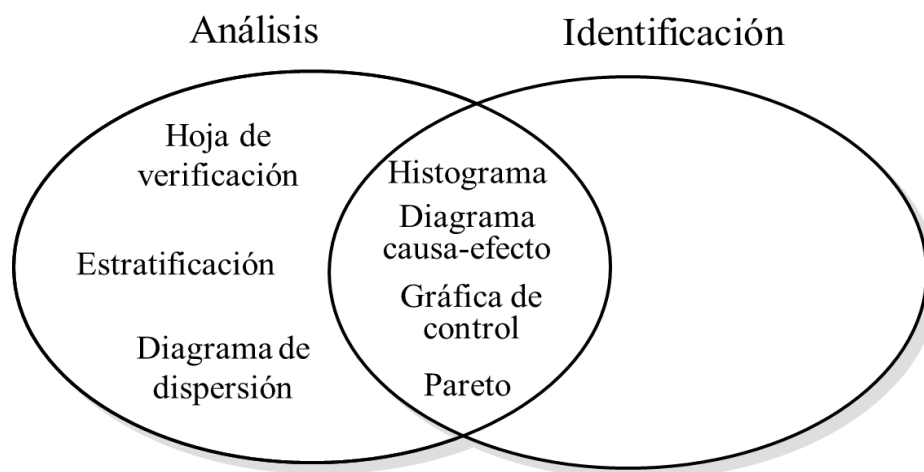 Análisis
Identificación
Hoja de
verificación
Estratificación
Diagrama de
dispersión
Histograma
Diagrama
causa-efecto
Gráfica de
control
Pareto